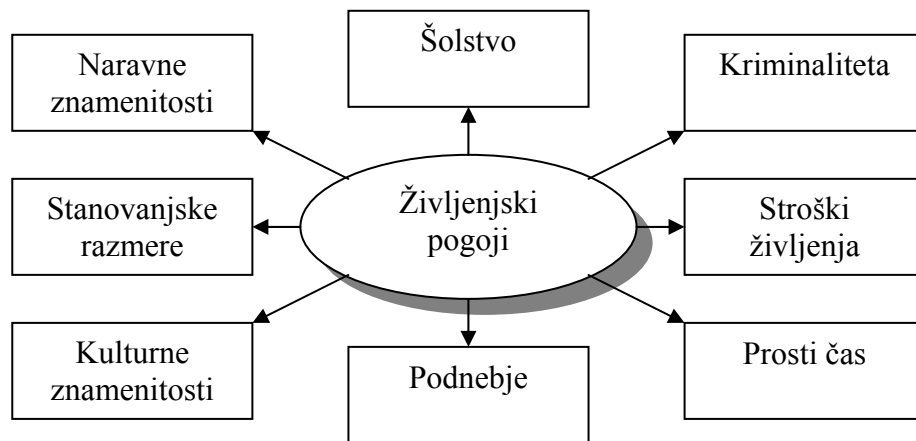 Šolstvo
Naravne
znamenitosti
Kriminaliteta
Stanovanjske
razmere
Življenjski
pogoji
Stroški
življenja
Kulturne
znamenitosti
Podnebje
Prosti čas